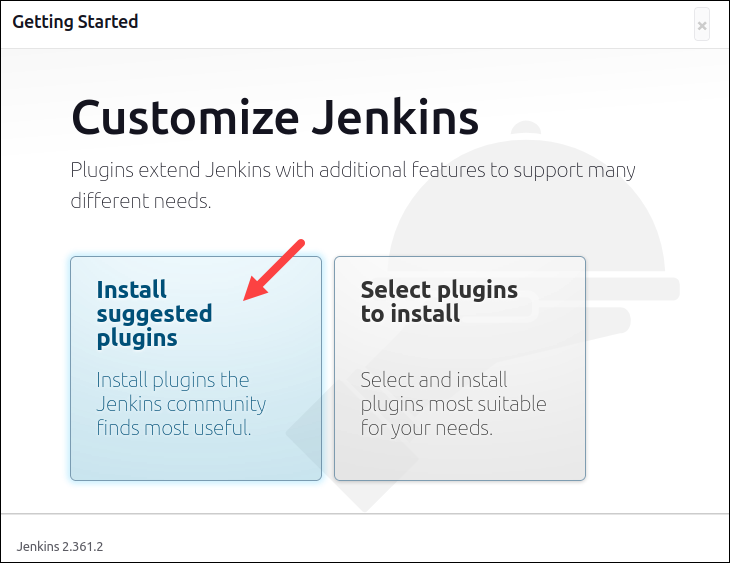 Getting Started
×
Customize Jenkins
Plugins extend Jenkins with additional features to support many
different needs.
Install
suggested
plugins
Install plugins the
Jenkins community
finds most useful.
Select plugins
to install
Select and install
plugins most suitable
for your needs.
Jenkins 2.361.2